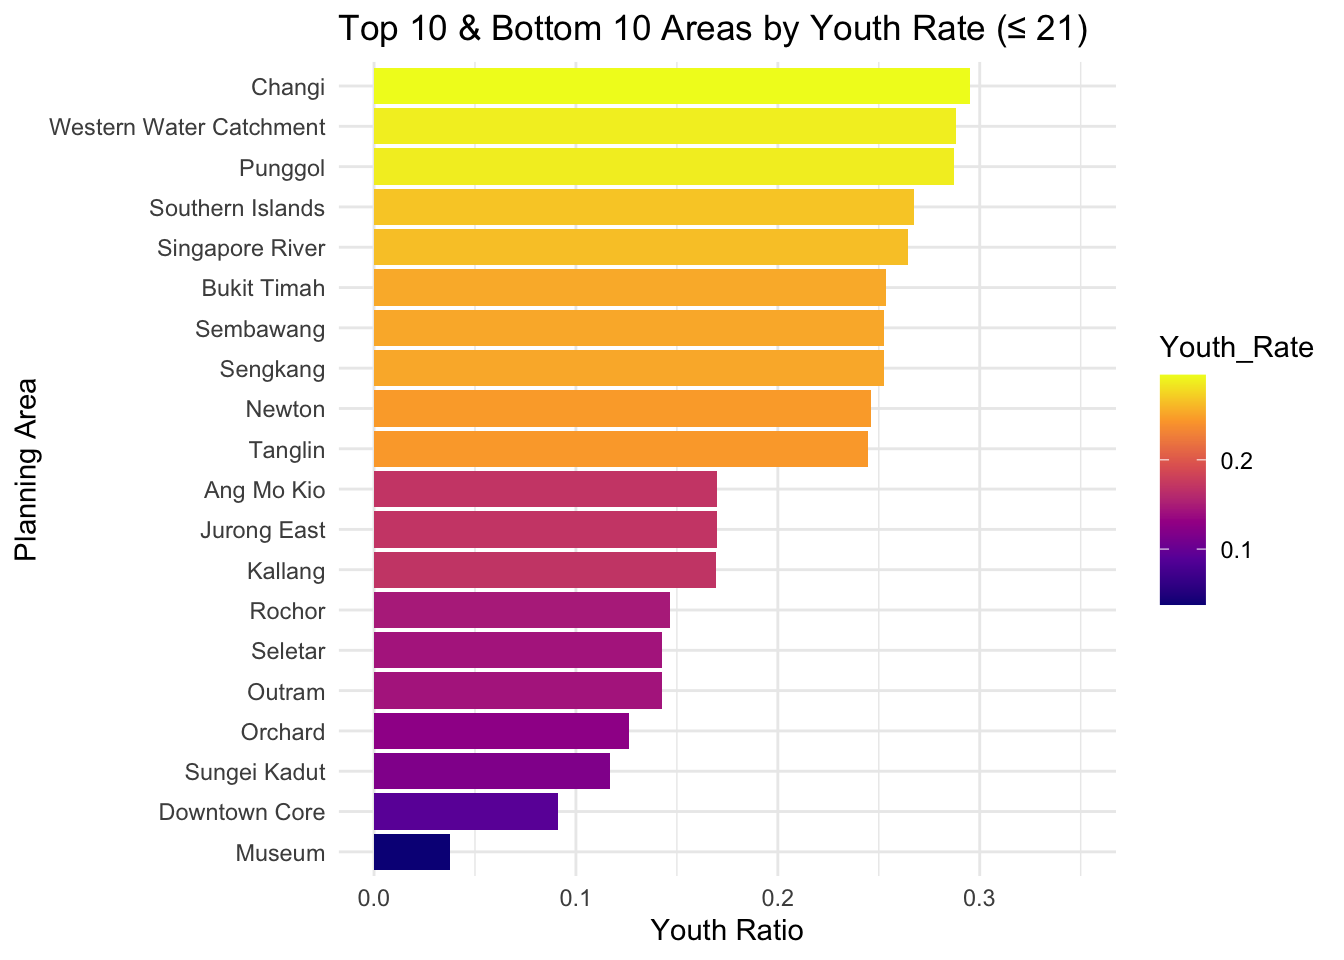 Top 10 & Bottom 10 Areas by Youth Rate (≤ 21)
Planning Area
Changi
Western Water Catchment
Punggol
Southern Islands
Singapore River
Bukit Timah
Sembawang
Sengkang
Newton
Tanglin
Ang Mo Kio
Jurong East
Kallang
Rochor
Seletar
Outram
Orchard
Sungei Kadut
Downtown Core
Museum
0.0 0.1 0.2 0.3
Youth Ratio
Youth_Rate
0.2
0.1